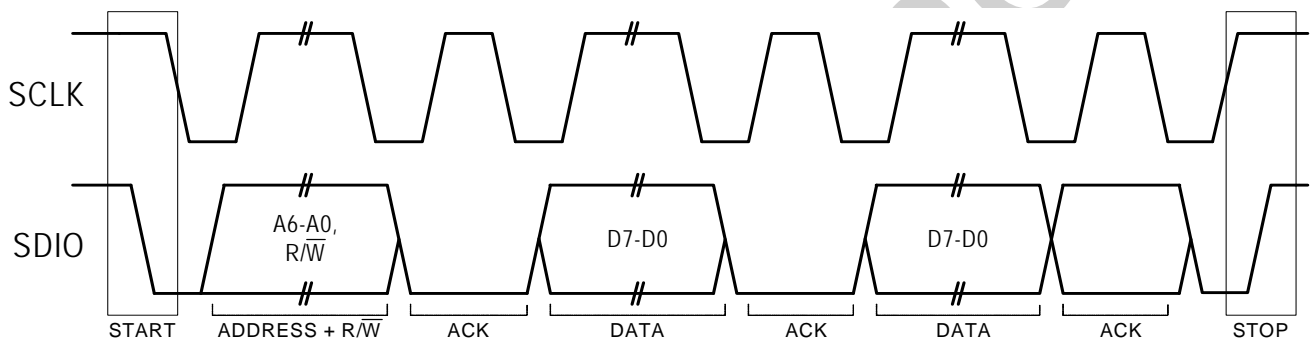 SCLK
SDIO
A6-A0,
R/W̅
D7-D0
D7-D0
START
ADDRESS + R/W̅
ACK
DATA
ACK
DATA
ACK
STOP